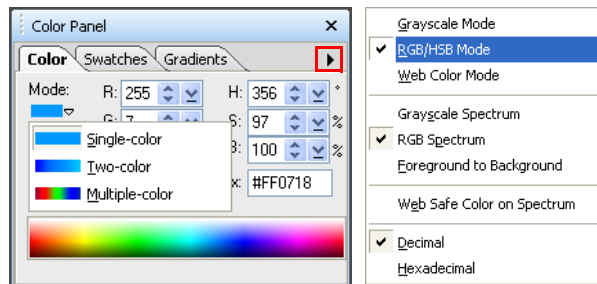 Color Panel
Color Swatches Gradients
Mode: R: 255 H: 356 °
G: 7 S: 97 %
B: 100 %
Single-color
Two-color
Multiple-color
x: #FF0718
Grayscale Mode
RGB/HSB Mode
Web Color Mode
Grayscale Spectrum
RGB Spectrum
Foreground to Background
Web Safe Color on Spectrum
Decimal
Hexadecimal